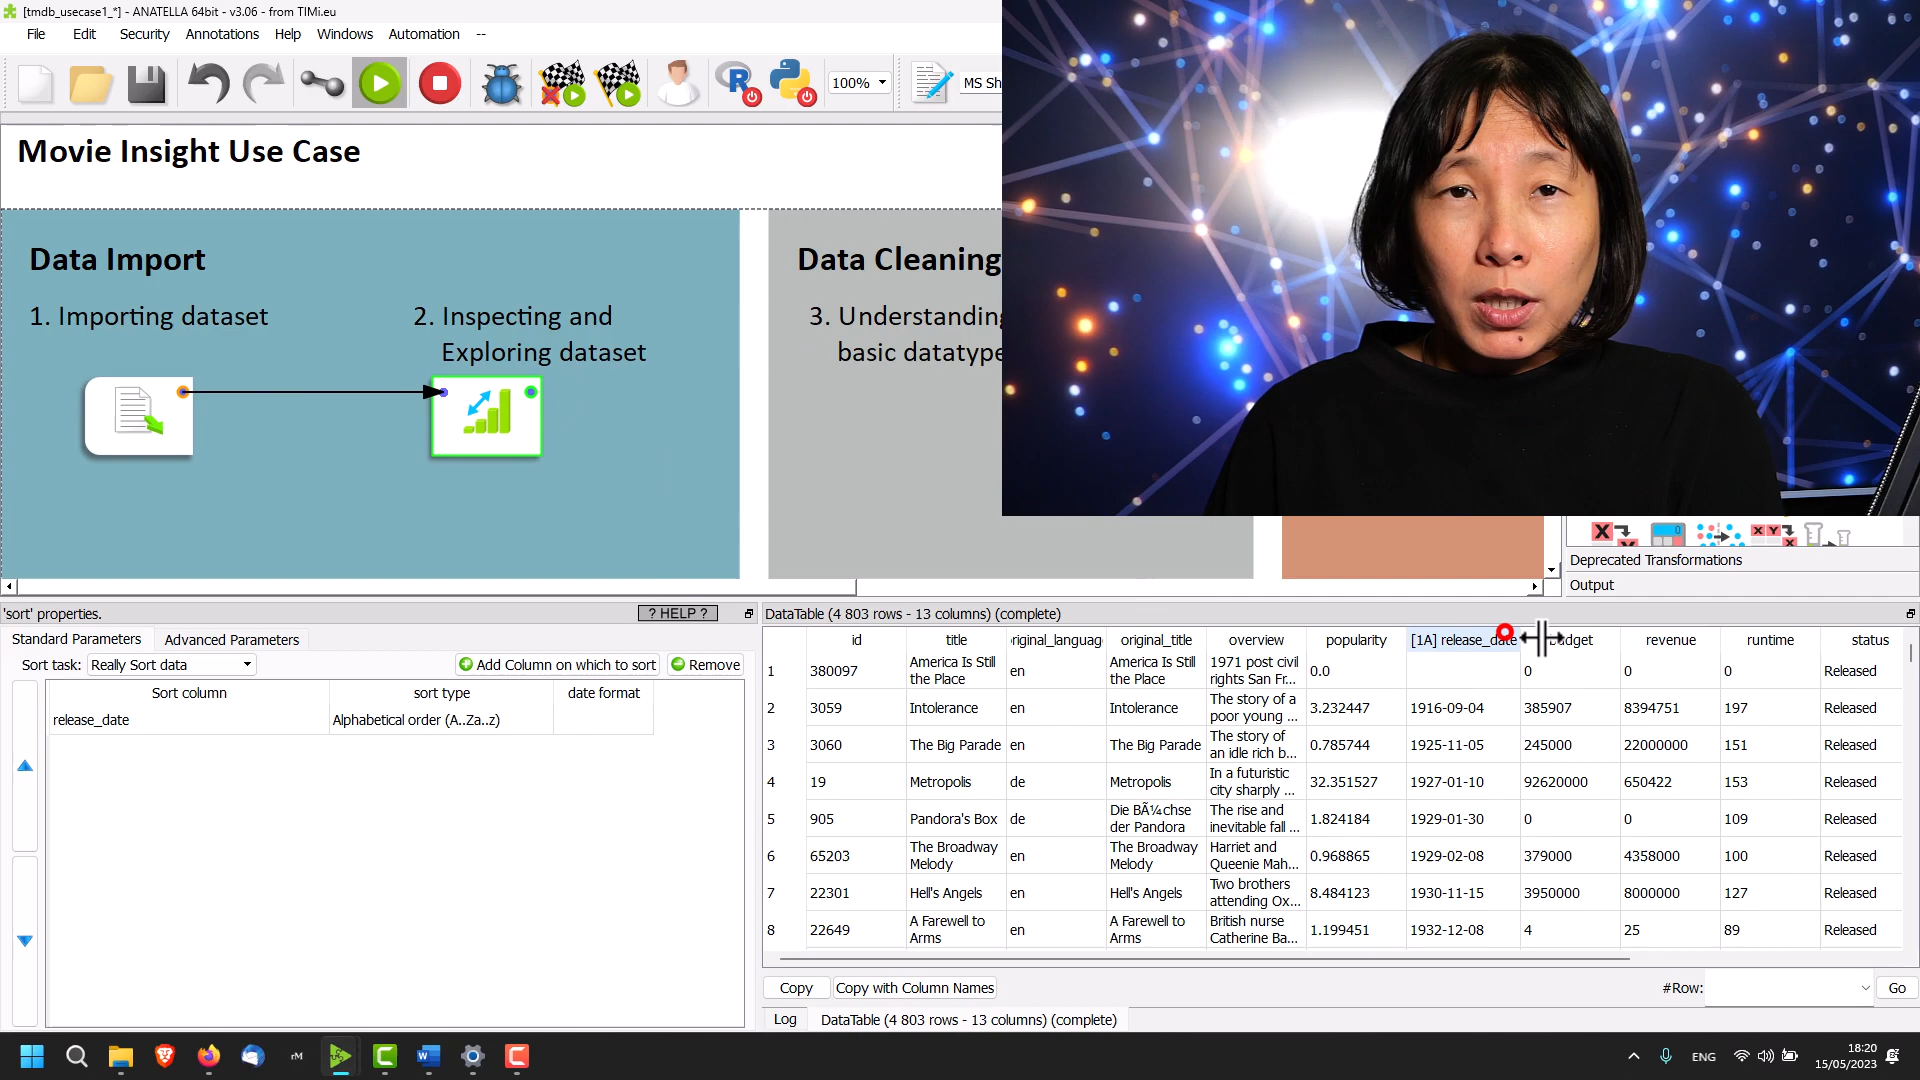 [tmdb_usecase1_*] - ANATELLA 64bit - v3.06 - from TIMi.eu
File Edit Security Annotations Help Windows Automation --
100% MS Sh
Movie Insight Use Case
Data Import
1. Importing dataset
2. Inspecting and
Exploring dataset
Data Cleaning
3. Understanding
basic datatype
Deprecated Transformations
Output
'sort' properties.
? HELP ?
Standard Parameters Advanced Parameters
Sort task: Really Sort data Add Column on which to sort Remove
Sort column sort type date format
release_date Alphabetical order (A..Za..z)
DataTable (4 803 rows - 13 columns) (complete)
id title original_language original_title overview popularity [1A] release_date budget revenue runtime status
1 380097 America Is Still the Place en America Is Still the Place 1971 post civil rights San Fr... 0.0 0 0 0 Released
2 3059 Intolerance en Intolerance The story of a poor young ... 3.232447 1916-09-04 385907 8394751 197 Released
3 3060 The Big Parade en The Big Parade The story of an idle rich b... 0.785744 1925-11-05 245000 22000000 151 Released
4 19 Metropolis de Metropolis In a futuristic city sharply ... 32.351527 1927-01-10 92620000 650422 153 Released
5 905 Pandora's Box de Die BÃ¼chse der Pandora The rise and inevitable fall ... 1.824184 1929-01-30 0 0 109 Released
6 65203 The Broadway Melody en The Broadway Melody Harriet and Queenie Mah... 0.968865 1929-02-08 379000 4358000 100 Released
7 22301 Hell's Angels en Hell's Angels Two brothers attending Ox... 8.484123 1930-11-15 3950000 8000000 127 Released
8 22649 A Farewell to Arms en A Farewell to Arms British nurse Catherine Ba... 1.199451 1932-12-08 4 25 89 Released
Copy Copy with Column Names #Row: Go
Log DataTable (4 803 rows - 13 columns) (complete)
rM ENG 18:20
15/05/2023